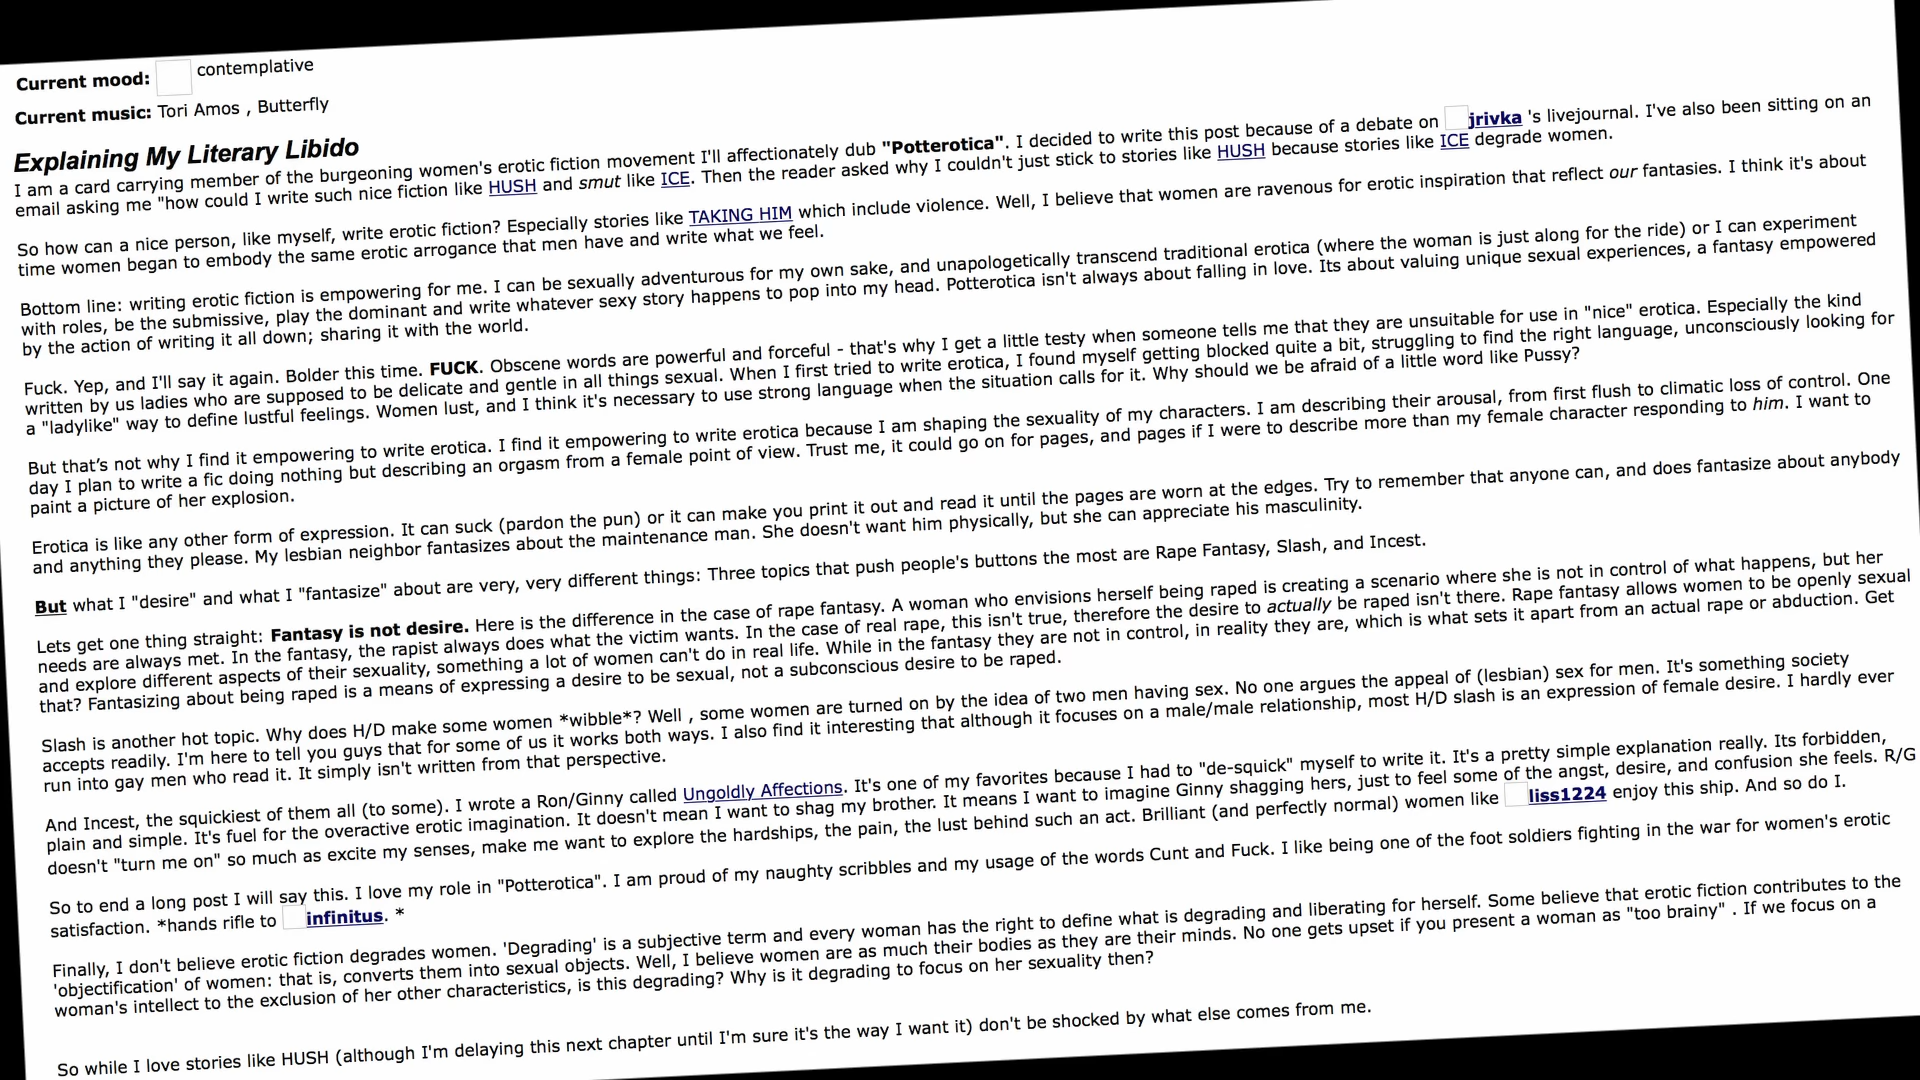 Current mood: contemplative
Current music: Tori Amos , Butterfly
Explaining My Literary Libido
I am a card carrying member of the burgeoning women's erotic fiction movement I'll affectionately dub "Potterotica". I decided to write this post because of a debate on jrivka 's livejournal. I've also been sitting on an
email asking me "how could I write such nice fiction like HUSH and smut like ICE. Then the reader asked why I couldn't just stick to stories like HUSH because stories like ICE degrade women.
So how can a nice person, like myself, write erotic fiction? Especially stories like TAKING HIM which include violence. Well, I believe that women are ravenous for erotic inspiration that reflect our fantasies. I think it's about
time women began to embody the same erotic arrogance that men have and write what we feel.
Bottom line: writing erotic fiction is empowering for me. I can be sexually adventurous for my own sake, and unapologetically transcend traditional erotica (where the woman is just along for the ride) or I can experiment
with roles, be the submissive, play the dominant and write whatever sexy story happens to pop into my head. Potterotica isn't always about falling in love. Its about valuing unique sexual experiences, a fantasy empowered
by the action of writing it all down; sharing it with the world.
Fuck. Yep, and I'll say it again. Bolder this time. FUCK. Obscene words are powerful and forceful - that's why I get a little testy when someone tells me that they are unsuitable for use in "nice" erotica. Especially the kind
written by us ladies who are supposed to be delicate and gentle in all things sexual. When I first tried to write erotica, I found myself getting blocked quite a bit, struggling to find the right language, unconsciously looking for
a "ladylike" way to define lustful feelings. Women lust, and I think it's necessary to use strong language when the situation calls for it. Why should we be afraid of a little word like Pussy?
But that’s not why I find it empowering to write erotica. I find it empowering to write erotica because I am shaping the sexuality of my characters. I am describing their arousal, from first flush to climatic loss of control. One
day I plan to write a fic doing nothing but describing an orgasm from a female point of view. Trust me, it could go on for pages, and pages if I were to describe more than my female character responding to him. I want to
paint a picture of her explosion.
Erotica is like any other form of expression. It can suck (pardon the pun) or it can make you print it out and read it until the pages are worn at the edges. Try to remember that anyone can, and does fantasize about anybody
and anything they please. My lesbian neighbor fantasizes about the maintenance man. She doesn't want him physically, but she can appreciate his masculinity.
But what I "desire" and what I "fantasize" about are very, very different things: Three topics that push people's buttons the most are Rape Fantasy, Slash, and Incest.
Lets get one thing straight: Fantasy is not desire. Here is the difference in the case of rape fantasy. A woman who envisions herself being raped is creating a scenario where she is not in control of what happens, but her
needs are always met. In the fantasy, the rapist always does what the victim wants. In the case of real rape, this isn't true, therefore the desire to actually be raped isn't there. Rape fantasy allows women to be openly sexual
and explore different aspects of their sexuality, something a lot of women can't do in real life. While in the fantasy they are not in control, in reality they are, which is what sets it apart from an actual rape or abduction. Get
that? Fantasizing about being raped is a means of expressing a desire to be sexual, not a subconscious desire to be raped.
Slash is another hot topic. Why does H/D make some women *wibble*? Well , some women are turned on by the idea of two men having sex. No one argues the appeal of (lesbian) sex for men. It's something society
accepts readily. I'm here to tell you guys that for some of us it works both ways. I also find it interesting that although it focuses on a male/male relationship, most H/D slash is an expression of female desire. I hardly ever
run into gay men who read it. It simply isn't written from that perspective.
And Incest, the squickiest of them all (to some). I wrote a Ron/Ginny called Ungoldly Affections. It's one of my favorites because I had to "de-squick" myself to write it. It's a pretty simple explanation really. Its forbidden,
plain and simple. It's fuel for the overactive erotic imagination. It doesn't mean I want to shag my brother. It means I want to imagine Ginny shagging hers, just to feel some of the angst, desire, and confusion she feels. R/G
doesn't "turn me on" so much as excite my senses, make me want to explore the hardships, the pain, the lust behind such an act. Brilliant (and perfectly normal) women like liss1224 enjoy this ship. And so do I.
So to end a long post I will say this. I love my role in "Potterotica". I am proud of my naughty scribbles and my usage of the words Cunt and Fuck. I like being one of the foot soldiers fighting in the war for women's erotic
satisfaction. *hands rifle to infinitus. *
Finally, I don't believe erotic fiction degrades women. 'Degrading' is a subjective term and every woman has the right to define what is degrading and liberating for herself. Some believe that erotic fiction contributes to the
'objectification' of women: that is, converts them into sexual objects. Well, I believe women are as much their bodies as they are their minds. No one gets upset if you present a woman as "too brainy" . If we focus on a
woman's intellect to the exclusion of her other characteristics, is this degrading? Why is it degrading to focus on her sexuality then?
So while I love stories like HUSH (although I'm delaying this next chapter until I'm sure it's the way I want it) don't be shocked by what else comes from me.